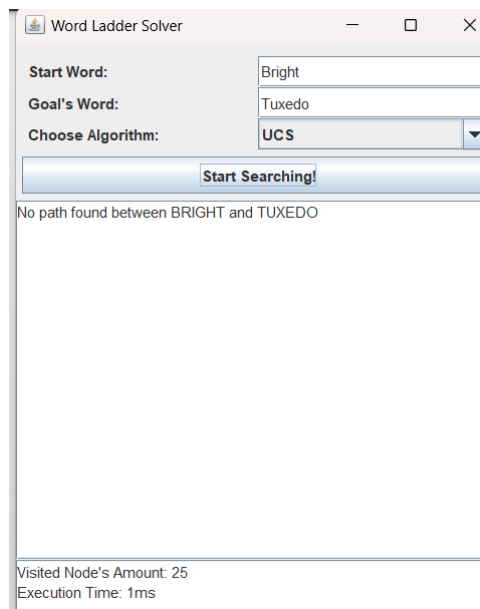 Word Ladder Solver
Start Word: Bright
Goal's Word: Tuxedo
Choose Algorithm: UCS
Start Searching!
No path found between BRIGHT and TUXEDO
Visited Node's Amount: 25
Execution Time: 1ms